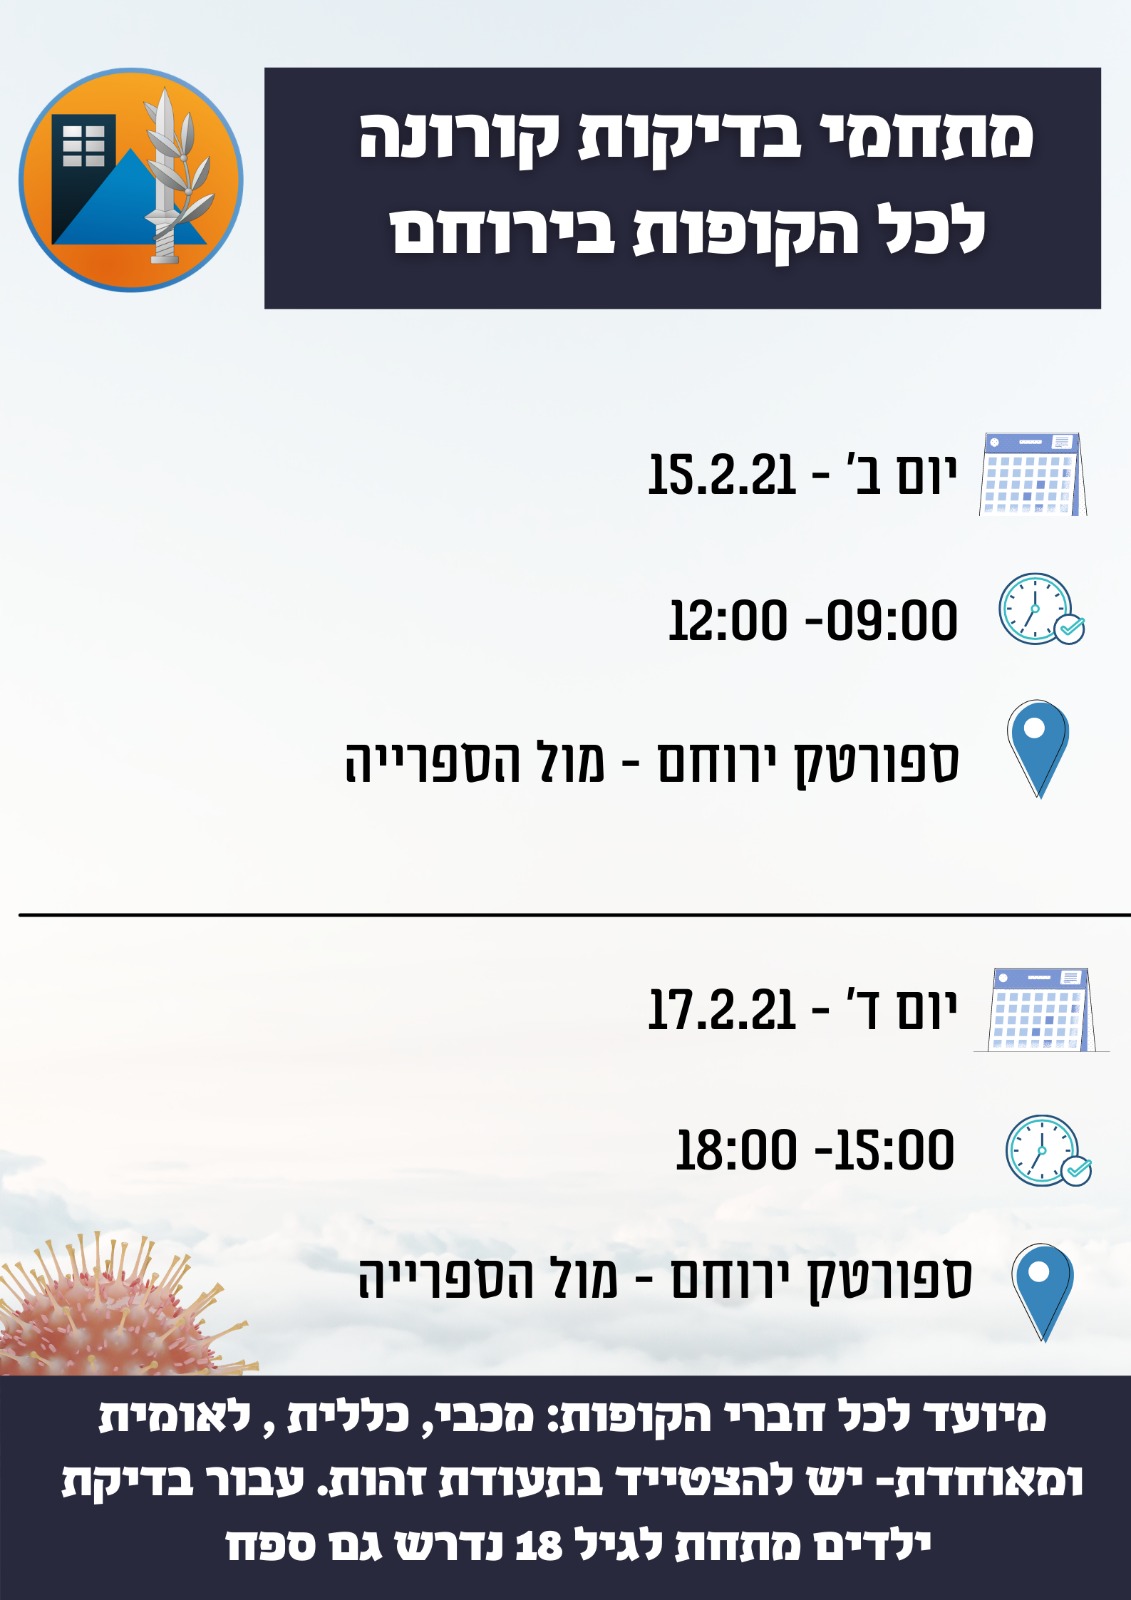 מתחמי בדיקות קורונה
לכל הקופות בירוחם
יום ב' - 15.2.21
09:00- 12:00
ספורטק ירוחם - מול הספרייה
יום ד' - 17.2.21
15:00- 18:00
ספורטק ירוחם - מול הספרייה
מיועד לכל חברי הקופות: מכבי, כללית , לאומית
ומאוחדת- יש להצטייד בתעודת זהות. עבור בדיקת
ילדים מתחת לגיל 18 נדרש גם ספח